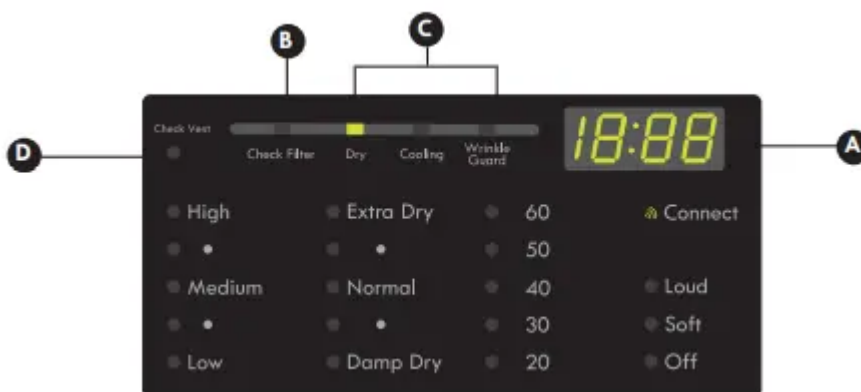 B
C
Check Vent
18:88
A
D
Check Filter
Dry
Cooling
Wrinkle
Guard
High
Extra Dry
60
Connect
50
Medium
Normal
40
Loud
30
Soft
Low
Damp Dry
20
Off